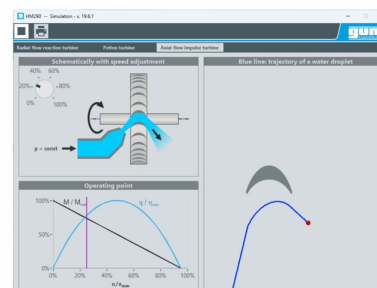 HM280 -- Simulation - v. 19.6.1
gun
Radial-flow reaction turbine
Pelton turbine
Axial-flow impulse turbine
Schematically with speed adjustment
40% 60%
20% 80%
0% 100%
p = const
Blue line: trajectory of a water droplet
Operating point
100%
M / M
η / η
50%
0%
0% 20% 40% 60% 80% 100%